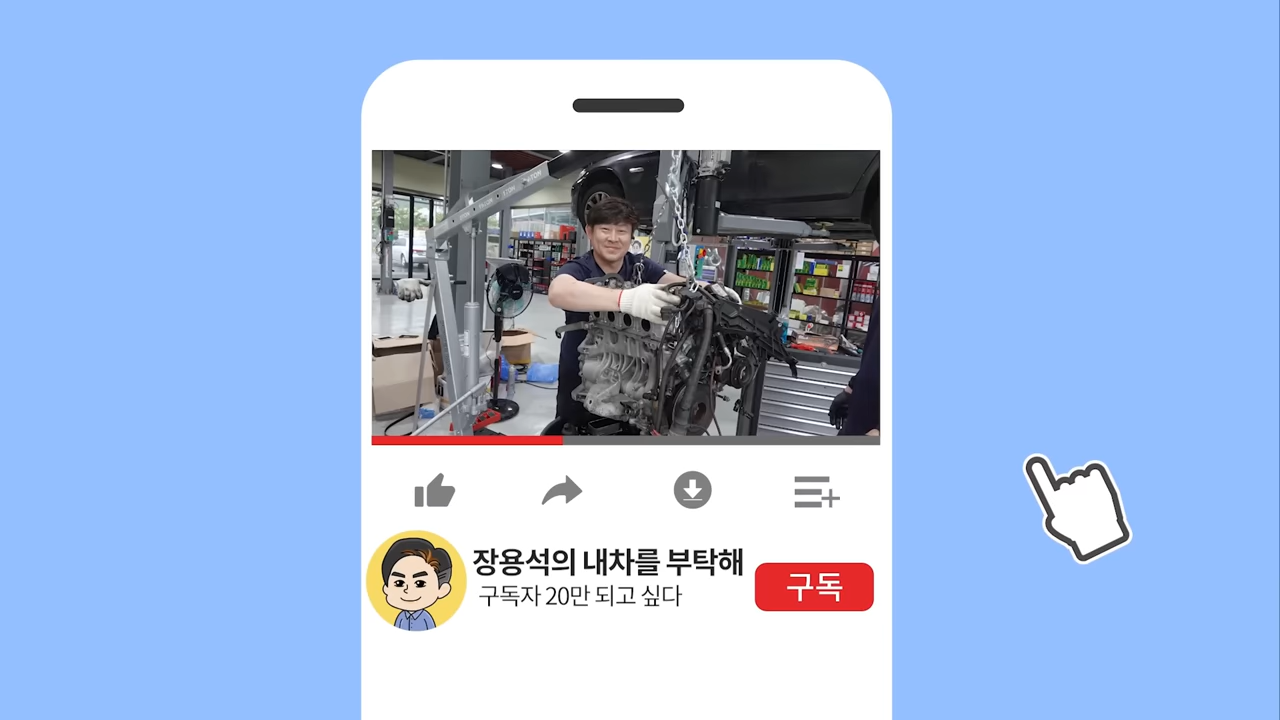 장용석의 내차를 부탁해
구독자 20만 되고 싶다
구독